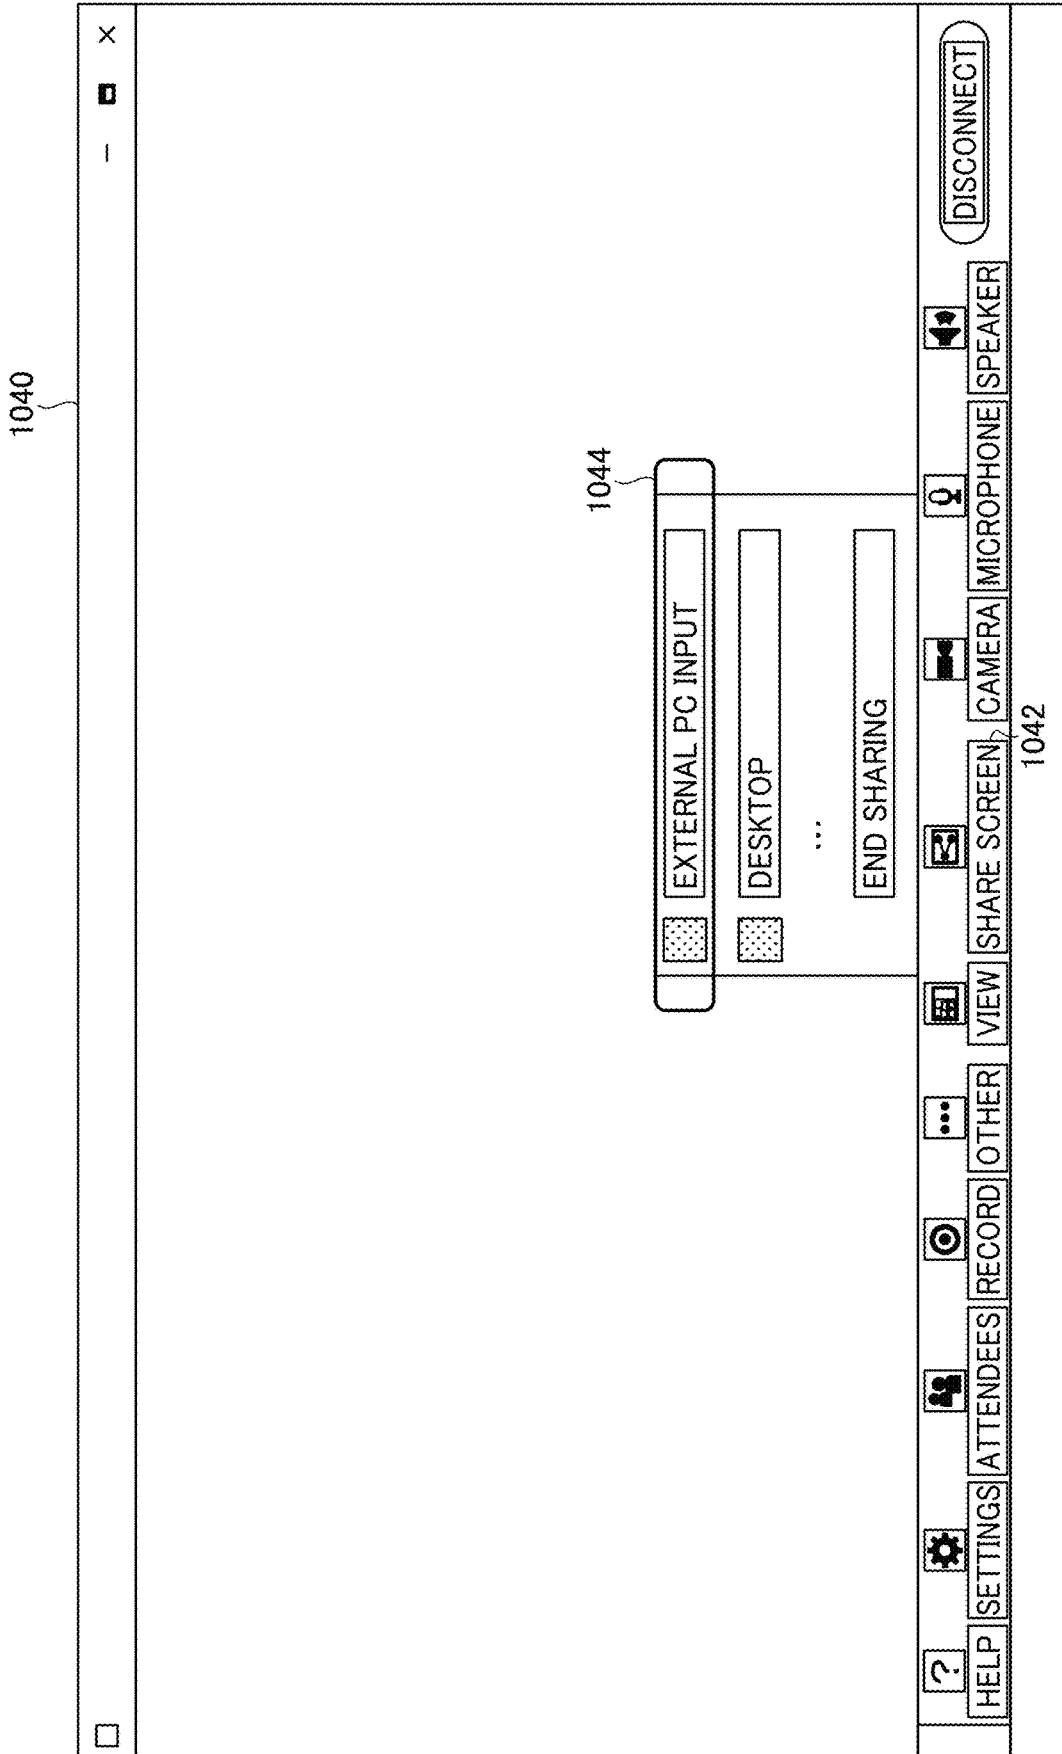 1040
− ×
1044
EXTERNAL PC INPUT
DESKTOP
...
END SHARING
?
HELP
SETTINGS
ATTENDEES
RECORD
OTHER
VIEW
SHARE SCREEN
CAMERA
MICROPHONE
SPEAKER
DISCONNECT
1042